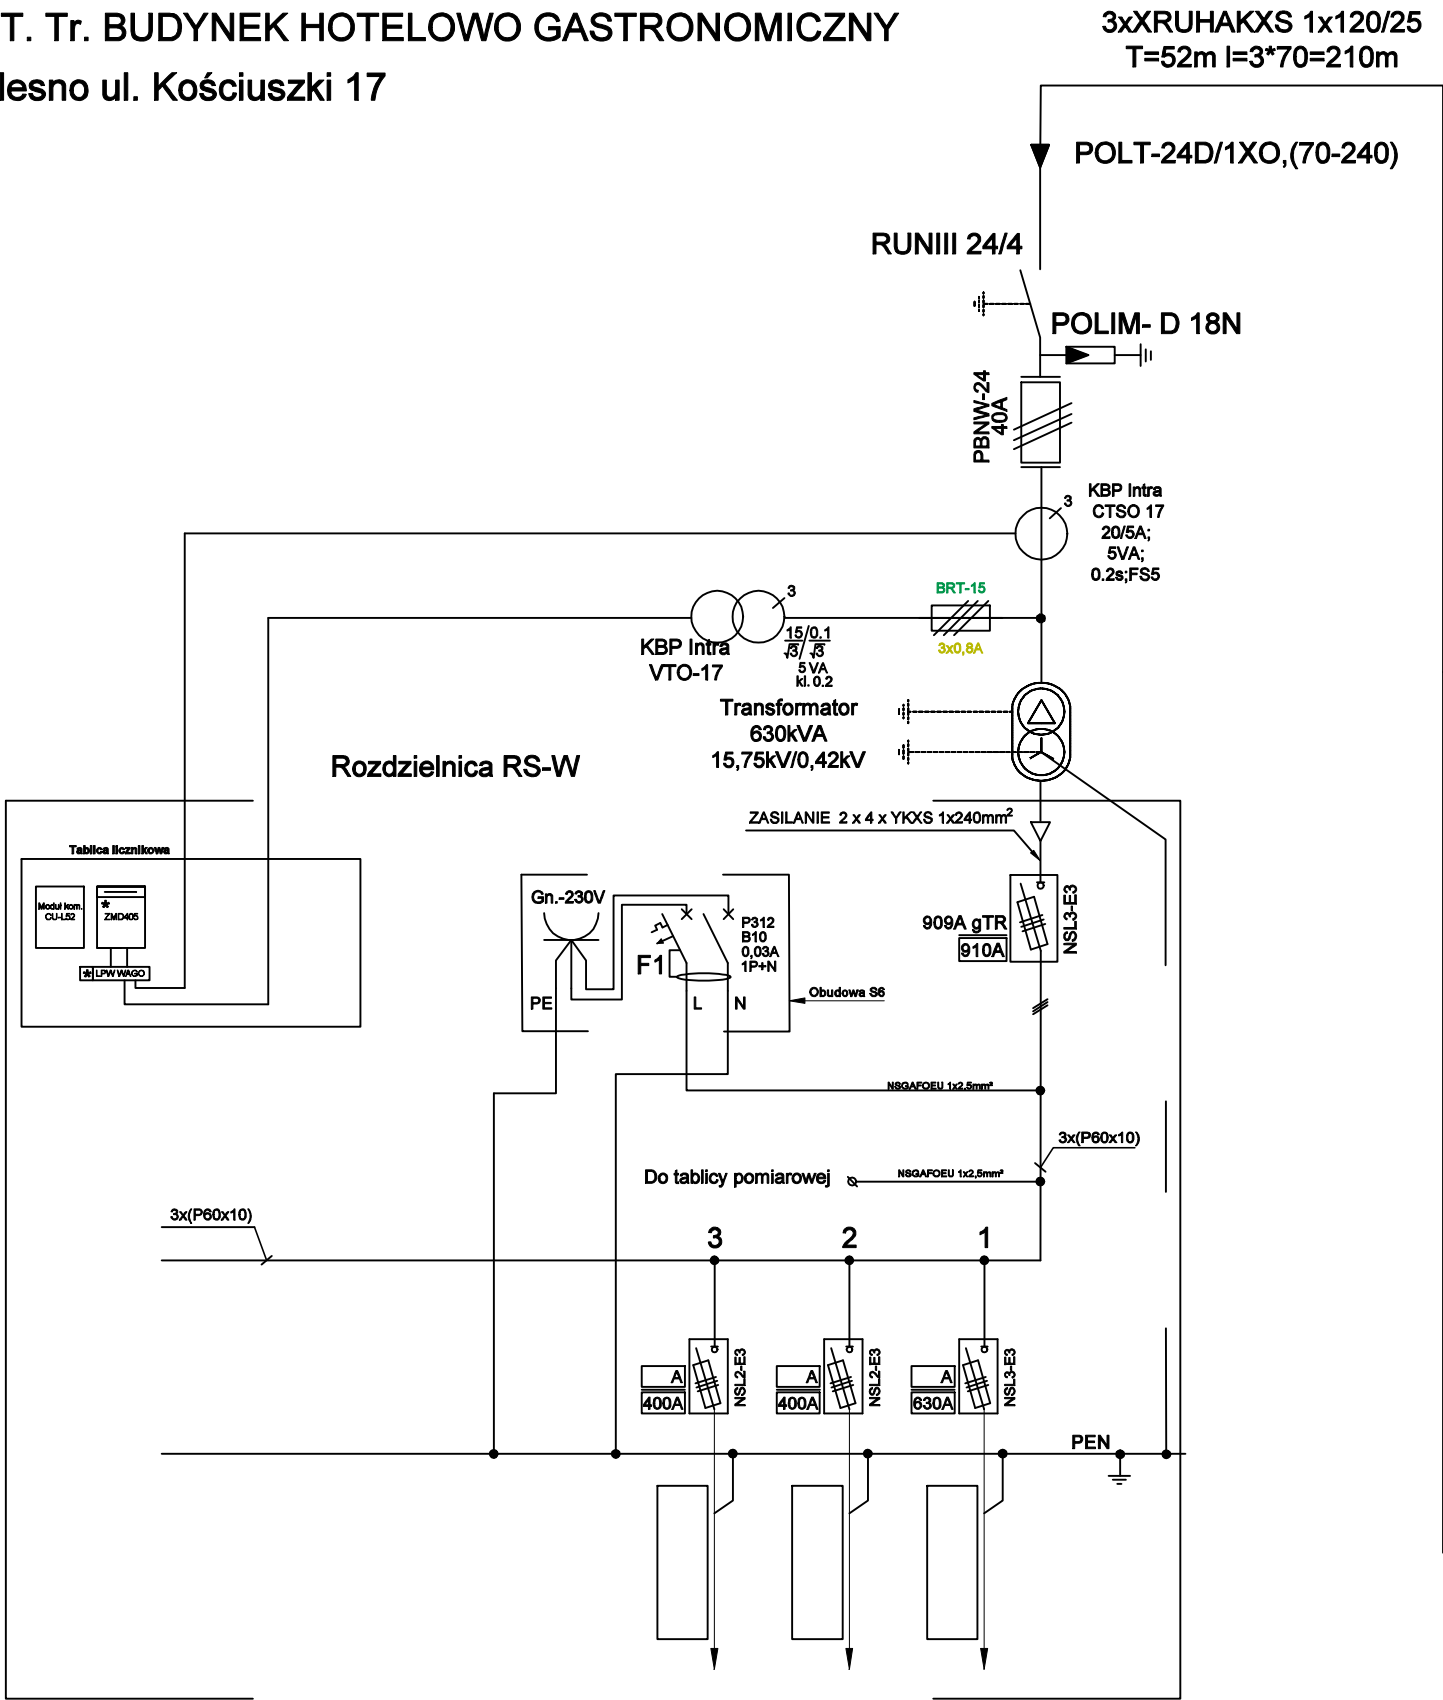 T. Tr. BUDYNEK HOTELOWO GASTRONOMICZNY
lesno ul. Kościuszki 17
3xXRUHAKXS 1x120/25
T=52m l=3*70=210m
POLT-24D/1XO,(70-240)
RUNIII 24/4
POLIM- D 18N
PBNW-24
40A
3
KBP Intra
CTSO 17
20/5A;
5VA;
0.2s;FS5
BRT-15
3x0,8A
3
KBP Intra
VTO-17
15/0.1
√3/ √3
5 VA
kl. 0.2
Transformator
630kVA
15,75kV/0,42kV
Rozdzielnica RS-W
ZASILANIE 2 x 4 x YKXS 1x240mm²
Tablica licznikowa
Moduł kom.
CU-L52
*
ZMD405
* LPW WAGO
Gn.-230V
P312
B10
0,03A
1P+N
F1
PE
L
N
Obudowa S6
909A gTR
910A
NSL3-E3
NSGAFOEU 1x2,5mm²
3x(P60x10)
Do tablicy pomiarowej
NSGAFOEU 1x2,5mm²
3x(P60x10)
3 2 1
A
400A
NSL2-E3
A
400A
NSL2-E3
A
630A
NSL3-E3
PEN